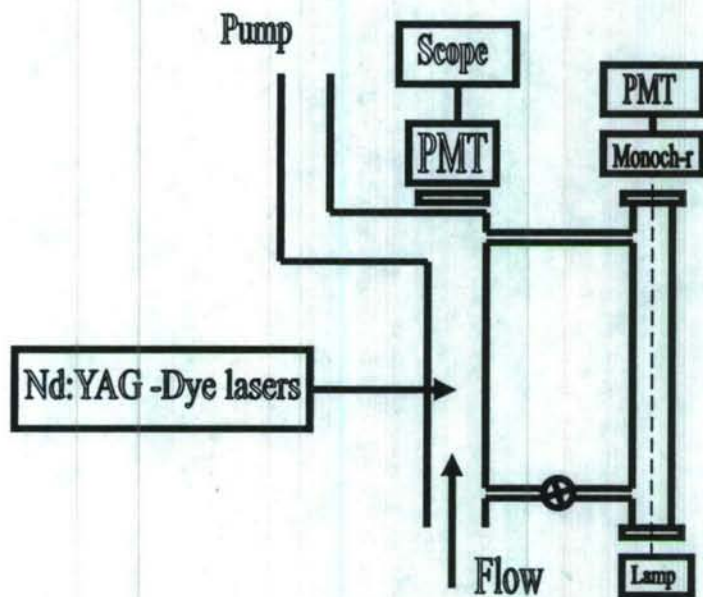 Pump
Scope
PMT
PMT
Monoch-r
Nd:YAG -Dye lasers
Flow
Lamp